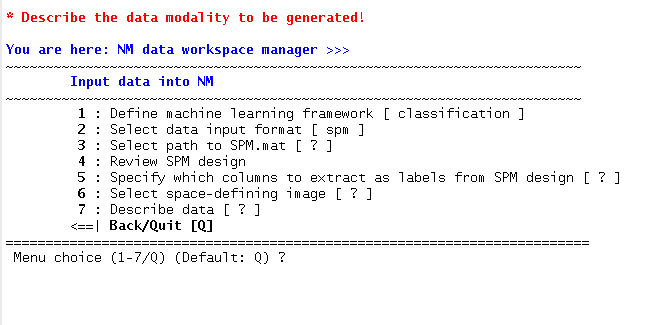 * Describe the data modality to be generated!
You are here: NM data workspace manager >>>
~~~~~~~~~~~~~~~~~~~~~~~~~~~~~~~~~~~~~~~~~~~~~~~~~~~~~~~~~~~~~~~~~~~~~~~~
Input data into NM
~~~~~~~~~~~~~~~~~~~~~~~~~~~~~~~~~~~~~~~~~~~~~~~~~~~~~~~~~~~~~~~~~~~~~~~~
1 : Define machine learning framework [ classification ]
2 : Select data input format [ spm ]
3 : Select path to SPM.mat [ ? ]
4 : Review SPM design
5 : Specify which columns to extract as labels from SPM design [ ? ]
6 : Select space-defining image [ ? ]
7 : Describe data [ ? ]
<==| Back/Quit [Q]
=========================================================================
Menu choice (1-7/Q) (Default: Q) ?